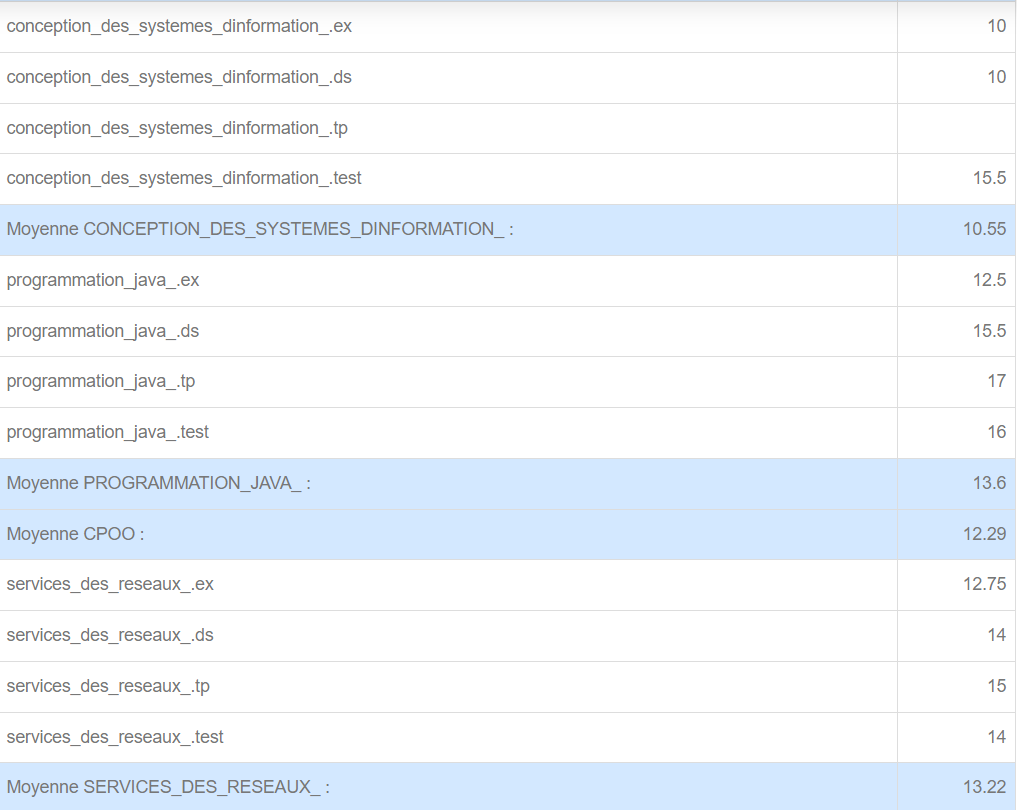 conception_des_systemes_dinformation_.ex 10
conception_des_systemes_dinformation_.ds 10
conception_des_systemes_dinformation_.tp
conception_des_systemes_dinformation_.test 15.5
Moyenne CONCEPTION_DES_SYSTEMES_DINFORMATION_ : 10.55
programmation_java_.ex 12.5
programmation_java_.ds 15.5
programmation_java_.tp 17
programmation_java_.test 16
Moyenne PROGRAMMATION_JAVA_ : 13.6
Moyenne CPOO : 12.29
services_des_reseaux_.ex 12.75
services_des_reseaux_.ds 14
services_des_reseaux_.tp 15
services_des_reseaux_.test 14
Moyenne SERVICES_DES_RESEAUX_ : 13.22